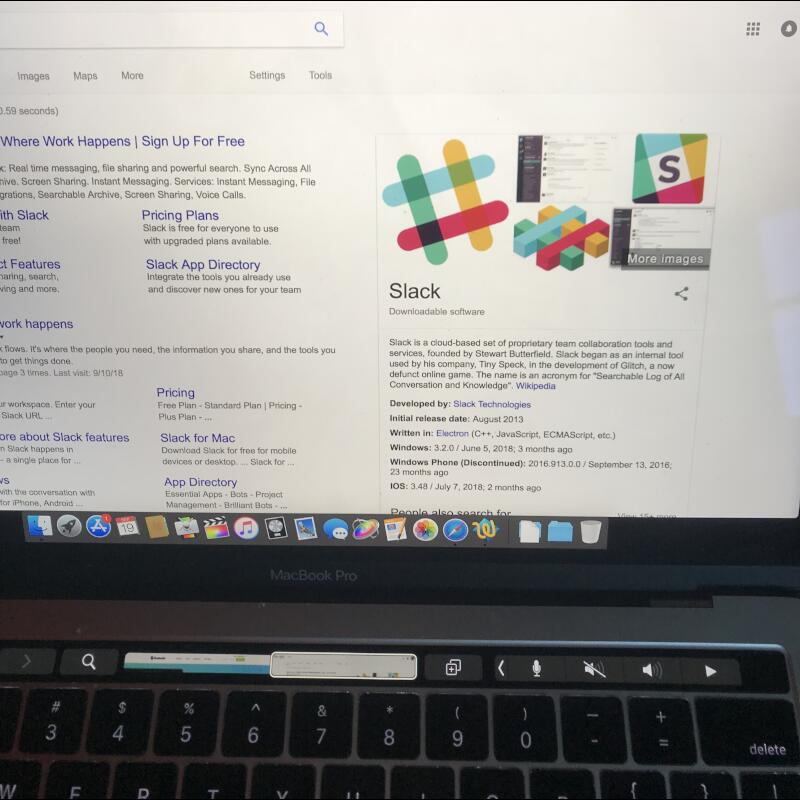 Images Maps More Settings Tools
0.59 seconds)
Where Work Happens | Sign Up For Free
k: Real time messaging, file sharing and powerful search. Sync Across All
hive. Screen Sharing. Instant Messaging. Services: Instant Messaging, File
grations, Searchable Archive, Screen Sharing, Voice Calls.
ith Slack
team
free!
Pricing Plans
Slack is free for everyone to use
with upgraded plans available.
ct Features
haring, search,
ving and more.
Slack App Directory
Integrate the tools you already use
and discover new ones for your team
work happens
k flows. It's where the people you need, the information you share, and the tools you
to get things done.
page 3 times. Last visit: 9/10/18
ur workspace. Enter your
Slack URL ...
Pricing
Free Plan - Standard Plan | Pricing -
Plus Plan - ...
ore about Slack features
n Slack happens in
- a single place for ...
Slack for Mac
Download Slack for free for mobile
devices or desktop. ... Slack for ...
ws
with the conversation with
for iPhone, Android ...
App Directory
Essential Apps - Bots - Project
Management - Brilliant Bots - ...
S
More images
Slack
Downloadable software
Slack is a cloud-based set of proprietary team collaboration tools and
services, founded by Stewart Butterfield. Slack began as an internal tool
used by his company, Tiny Speck, in the development of Glitch, a now
defunct online game. The name is an acronym for "Searchable Log of All
Conversation and Knowledge". Wikipedia
Developed by: Slack Technologies
Initial release date: August 2013
Written in: Electron (C++, JavaScript, ECMAScript, etc.)
Windows: 3.2.0 / June 5, 2018; 3 months ago
Windows Phone (Discontinued): 2016.913.0.0 / September 13, 2016;
23 months ago
IOS: 3.48 / July 7, 2018; 2 months ago
People also search for
View 15+ more
19
MacBook Pro
# $ % ^ & * ( ) — +
3 4 5 6 7 8 9 0 - =
delete
W E R T Y U I O P { }